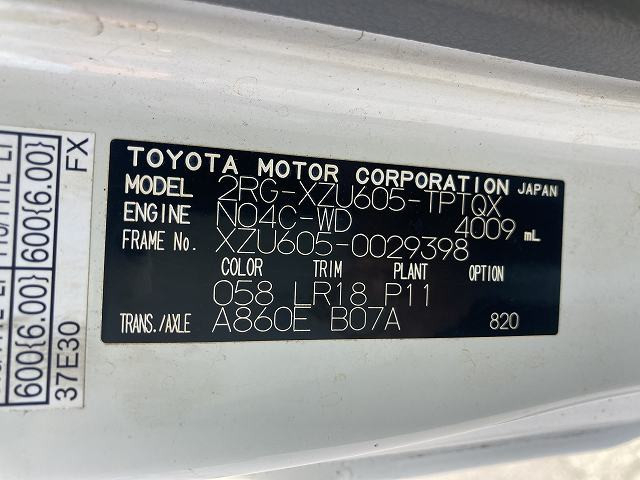 TOYOTA MOTOR CORPORATION JAPAN
MODEL 2RG-XZU605-TPTQX
ENGINE N04C-WD 4009 mL
FRAME No. XZU605-0029398
COLOR TRIM PLANT OPTION
058 LR18 P11
TRANS./AXLE A860E B07A 820
600{6.00} 600{6.00}
37E30 FX